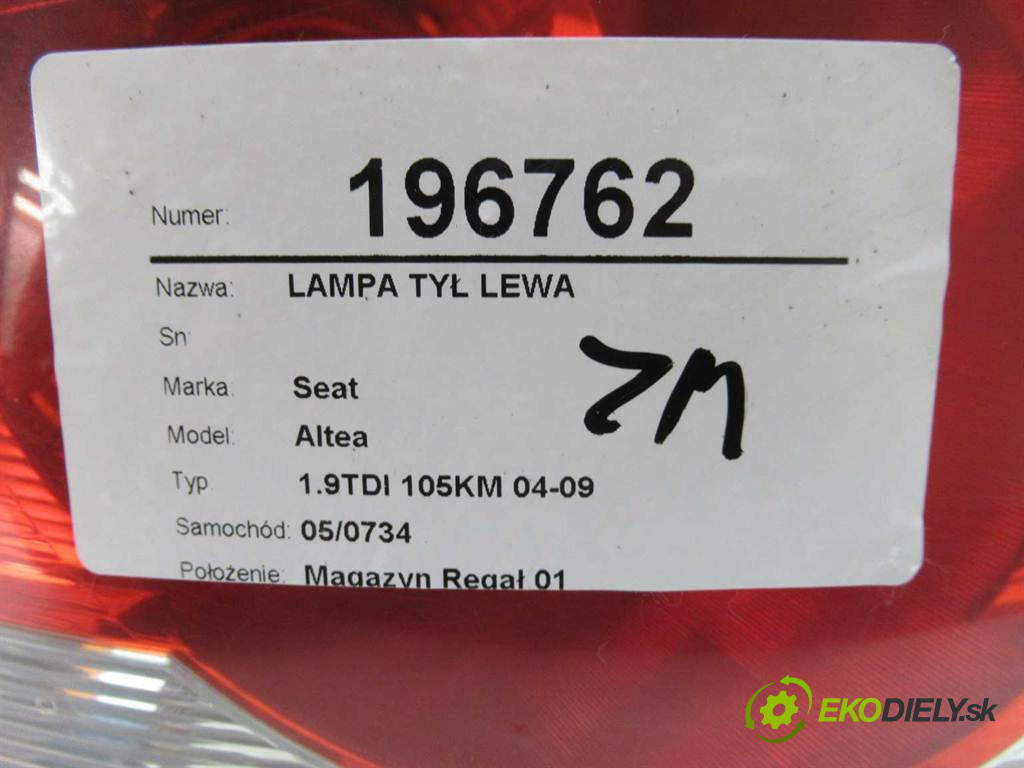 Numer: 196762
Nazwa: LAMPA TYŁ LEWA
Sn
Marka: Seat
Model: Altea
Typ 1.9TDI 105KM 04-09
Samochód: 05/0734
Położenie: Magazyn Regał 01
ZM
EKODIELY.sk